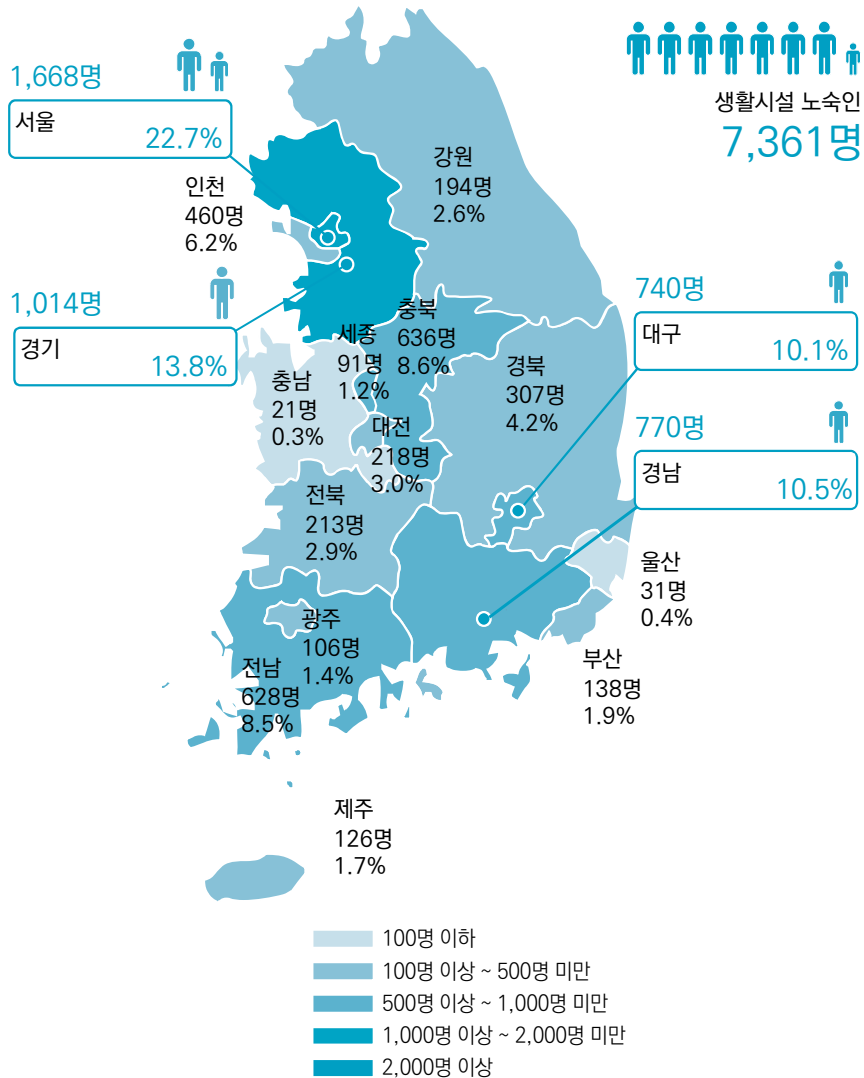 생활시설 노숙인
7,361명
1,668명
서울
22.7%
강원
194명
2.6%
인천
460명
6.2%
1,014명
경기
13.8%
740명
대구
10.1%
충북
636명
8.6%
세종
91명
1.2%
경북
307명
4.2%
충남
21명
0.3%
대전
218명
3.0%
770명
경남
10.5%
전북
213명
2.9%
울산
31명
0.4%
광주
106명
1.4%
전남
628명
8.5%
부산
138명
1.9%
제주
126명
1.7%
100명 이하
100명 이상 ~ 500명 미만
500명 이상 ~ 1,000명 미만
1,000명 이상 ~ 2,000명 미만
2,000명 이상